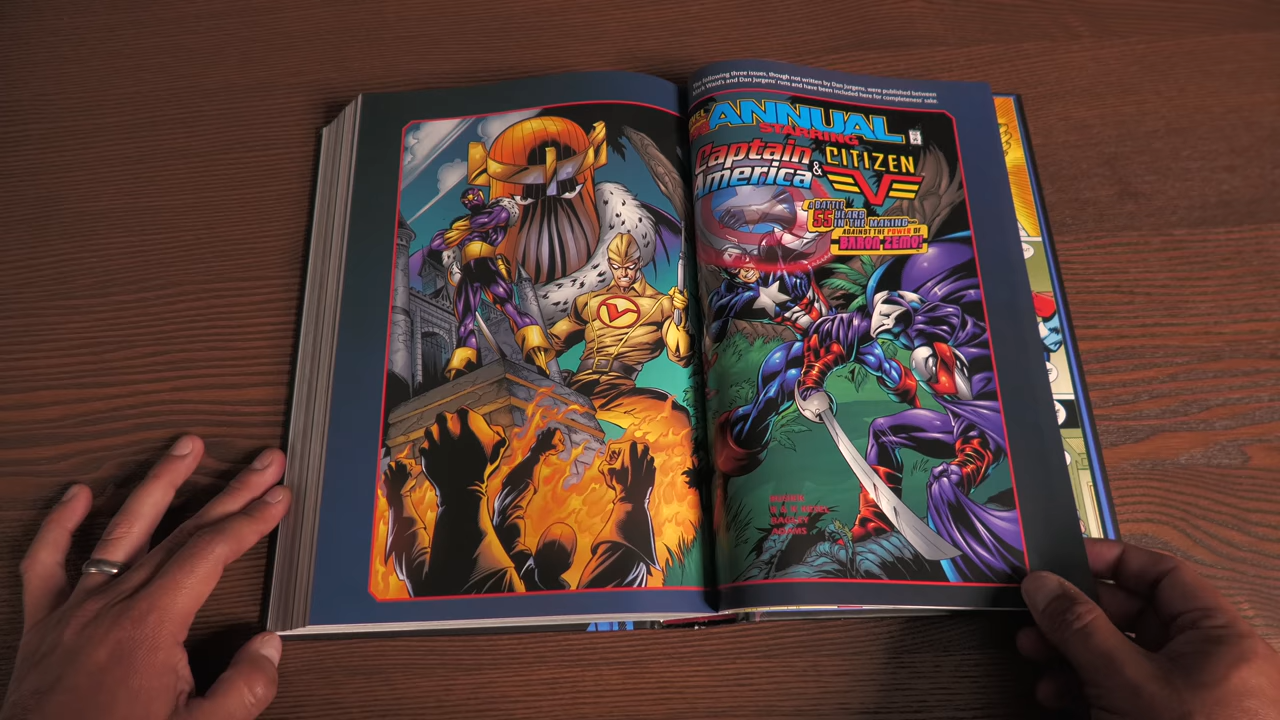 The following three issues, though not written by Dan Jurgens, were published between
Mark Waid's and Dan Jurgens' runs and have been included here for completeness' sake.
ANNUAL
STARRING
Captain
America
&
CITIZEN
V
A BATTLE
55 YEARS
IN THE MAKING...
AGAINST THE POWER OF
BARON ZEMO!
V
BAGLEY
ADAMS